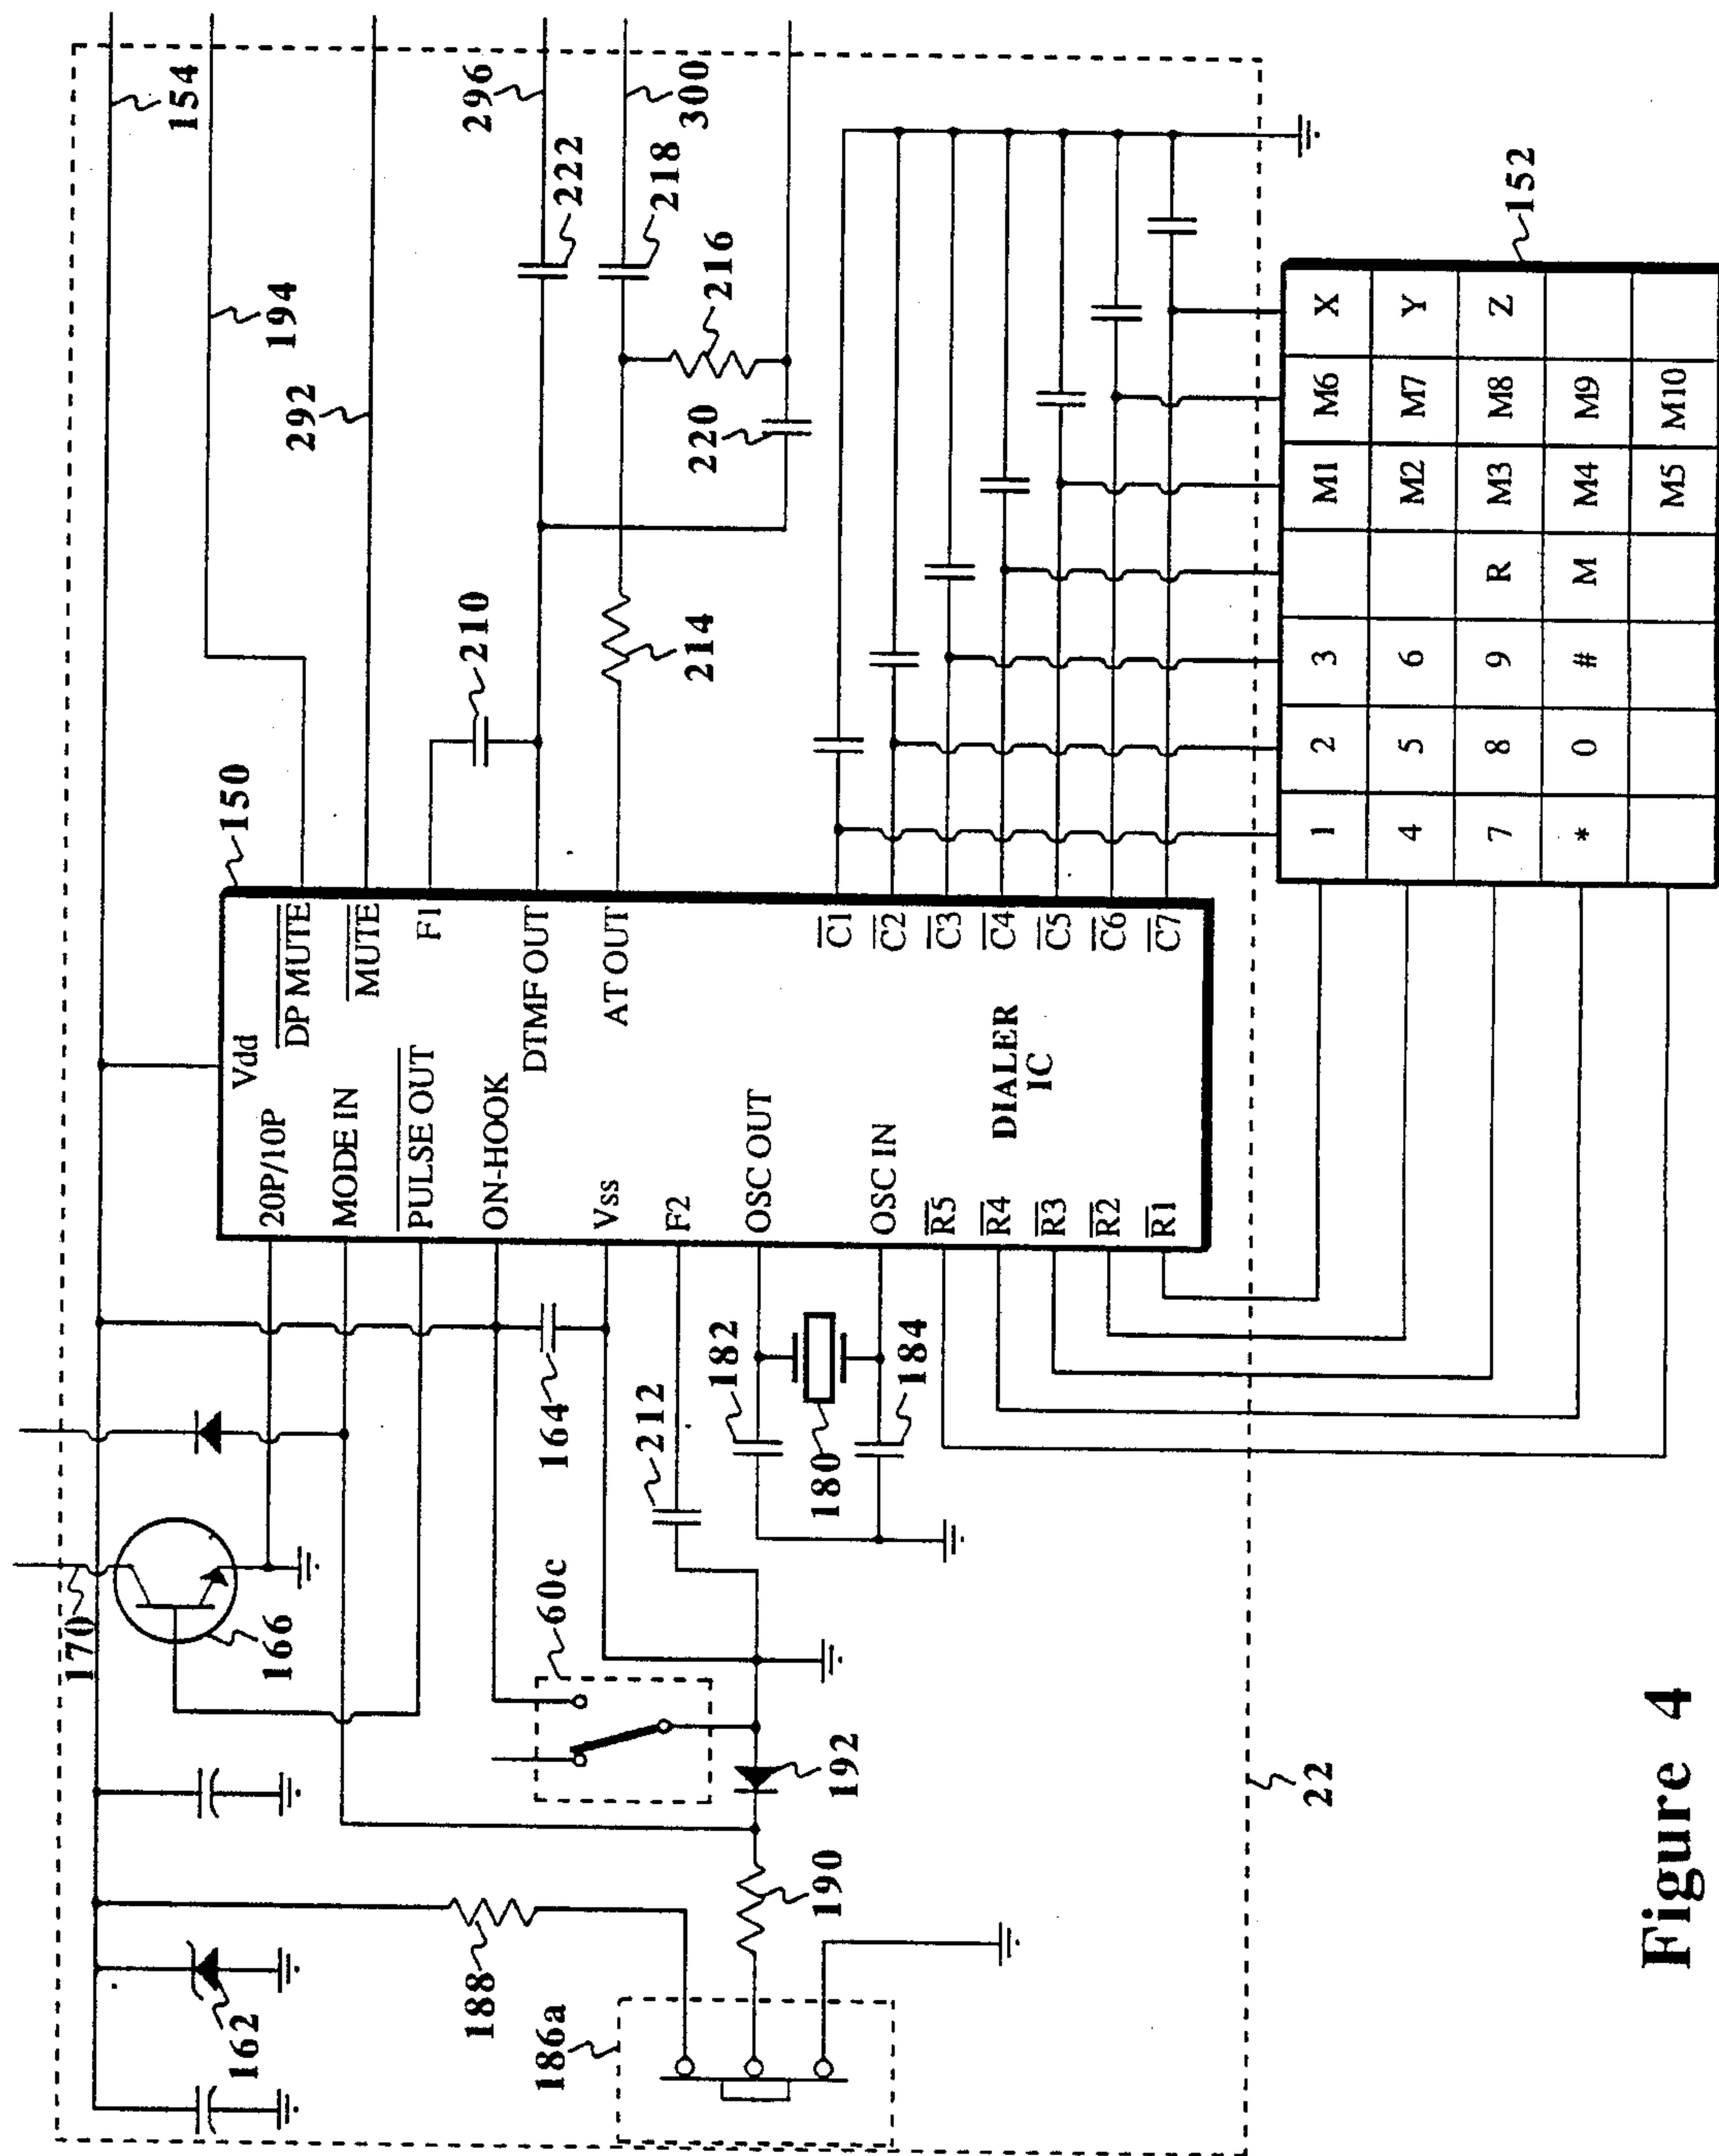 154
194
292
296
222
300
218
216
220
210
214
150
Vdd
20P/10P
MODE IN
PULSE OUT
ON-HOOK
Vss
F2
OSC OUT
OSC IN
R5
R4
R3
R2
R1
DP MUTE
MUTE
F1
DTMF OUT
AT OUT
C1
C2
C3
C4
C5
C6
C7
DIALER
IC
152
1 2 3 M1 M6 X
4 5 6 M2 M7 Y
7 8 9 R M3 M8 Z
* 0 # M M4 M9
M5 M10
170
166
164
212
182
180
184
60c
192
190
188
162
186a
22
Figure 4